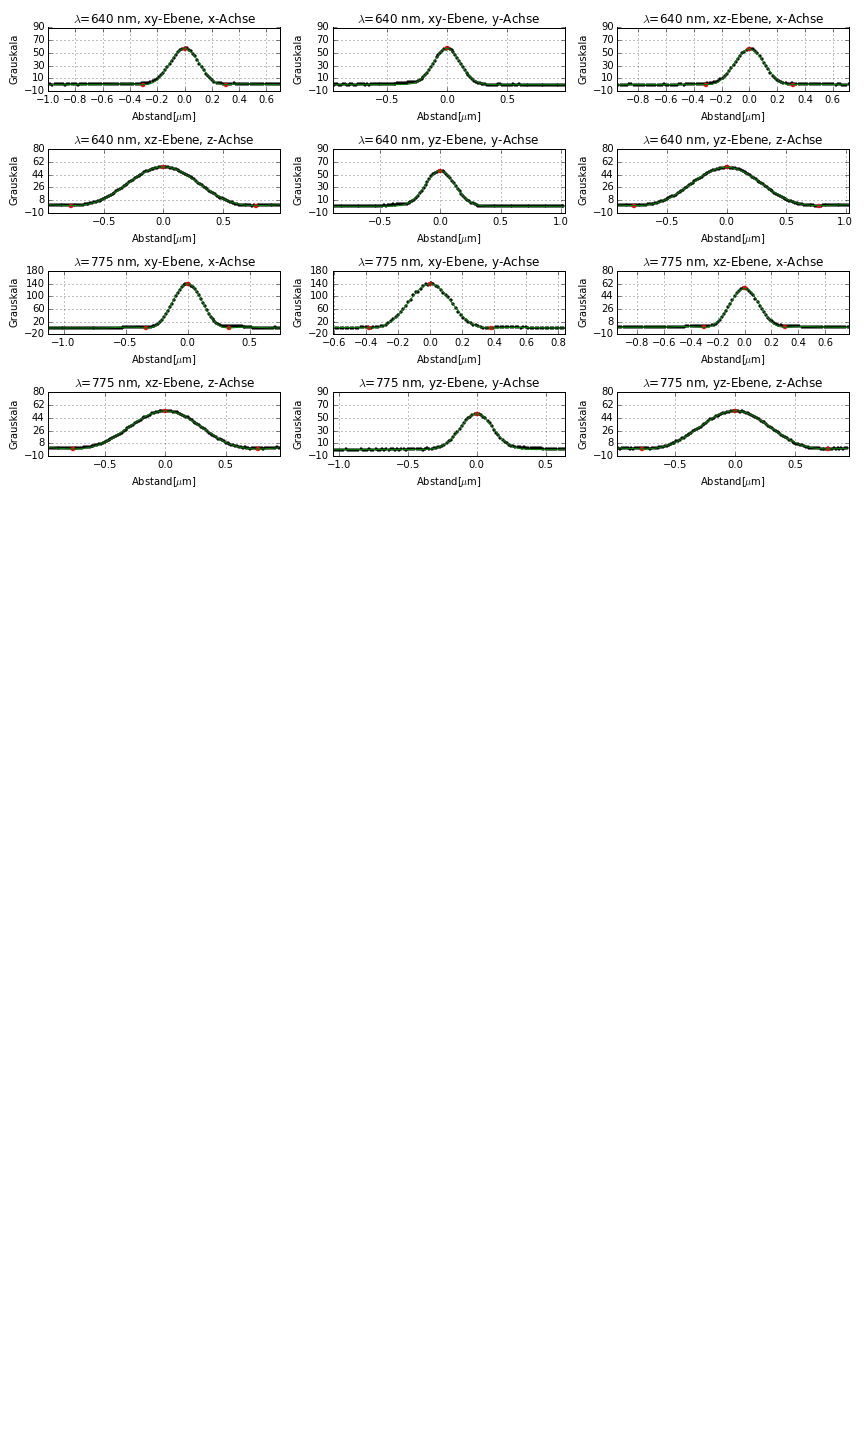 λ=640 nm, xy-Ebene, x-Achse
λ=640 nm, xy-Ebene, y-Achse
λ=640 nm, xz-Ebene, x-Achse
Grauskala
90
70
50
30
10
−10
−1.0 −0.8 −0.6 −0.4 −0.2 0.0 0.2 0.4 0.6
Abstand[μm]
Grauskala
90
70
50
30
10
−10
−0.5 0.0 0.5
Abstand[μm]
Grauskala
90
70
50
30
10
−10
−0.8 −0.6 −0.4 −0.2 0.0 0.2 0.4 0.6
Abstand[μm]
λ=640 nm, xz-Ebene, z-Achse
λ=640 nm, yz-Ebene, y-Achse
λ=640 nm, yz-Ebene, z-Achse
Grauskala
80
62
44
26
8
−10
−0.5 0.0 0.5
Abstand[μm]
Grauskala
90
70
50
30
10
−10
−0.5 0.0 0.5 1.0
Abstand[μm]
Grauskala
80
62
44
26
8
−10
−0.5 0.0 0.5 1.0
Abstand[μm]
λ=775 nm, xy-Ebene, x-Achse
λ=775 nm, xy-Ebene, y-Achse
λ=775 nm, xz-Ebene, x-Achse
Grauskala
180
140
100
60
20
−20
−1.0 −0.5 0.0 0.5
Abstand[μm]
Grauskala
180
140
100
60
20
−20
−0.6 −0.4 −0.2 0.0 0.2 0.4 0.6 0.8
Abstand[μm]
Grauskala
80
62
44
26
8
−10
−0.8 −0.6 −0.4 −0.2 0.0 0.2 0.4 0.6
Abstand[μm]
λ=775 nm, xz-Ebene, z-Achse
λ=775 nm, yz-Ebene, y-Achse
λ=775 nm, yz-Ebene, z-Achse
Grauskala
80
62
44
26
8
−10
−0.5 0.0 0.5
Abstand[μm]
Grauskala
90
70
50
30
10
−10
−1.0 −0.5 0.0 0.5
Abstand[μm]
Grauskala
80
62
44
26
8
−10
−0.5 0.0 0.5
Abstand[μm]